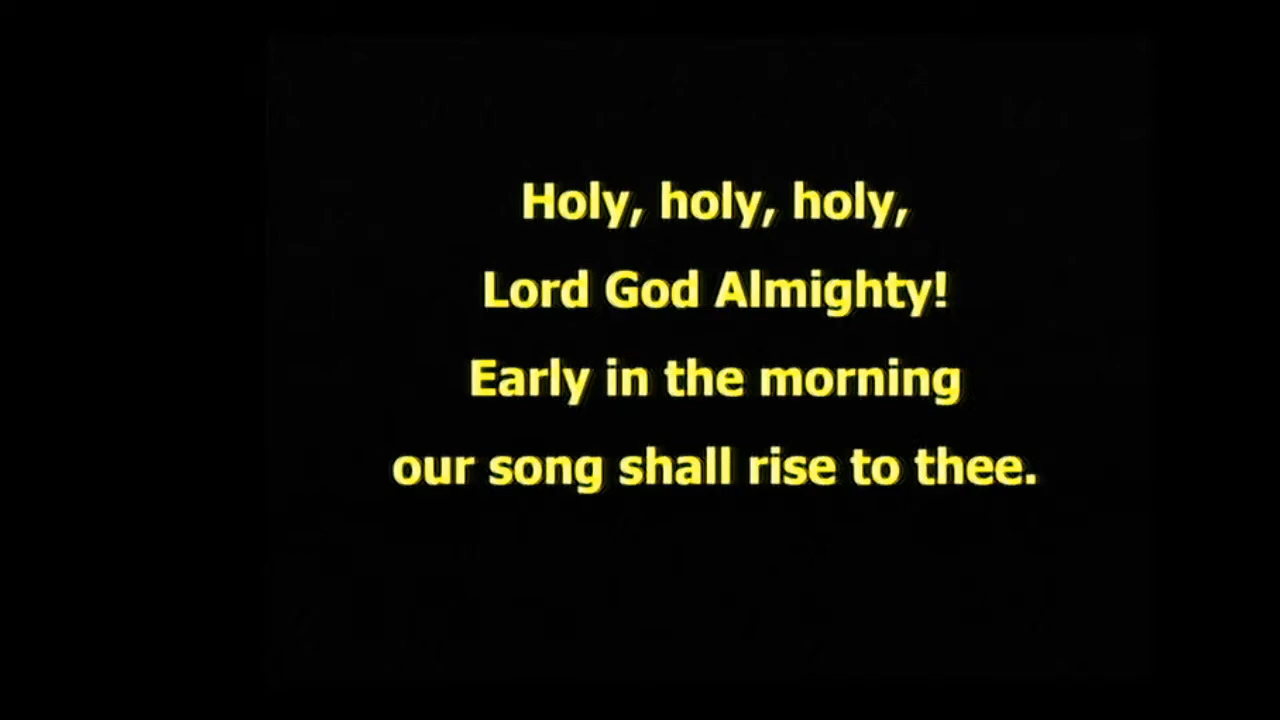 Holy, holy, holy,
Lord God Almighty!
Early in the morning
our song shall rise to thee.